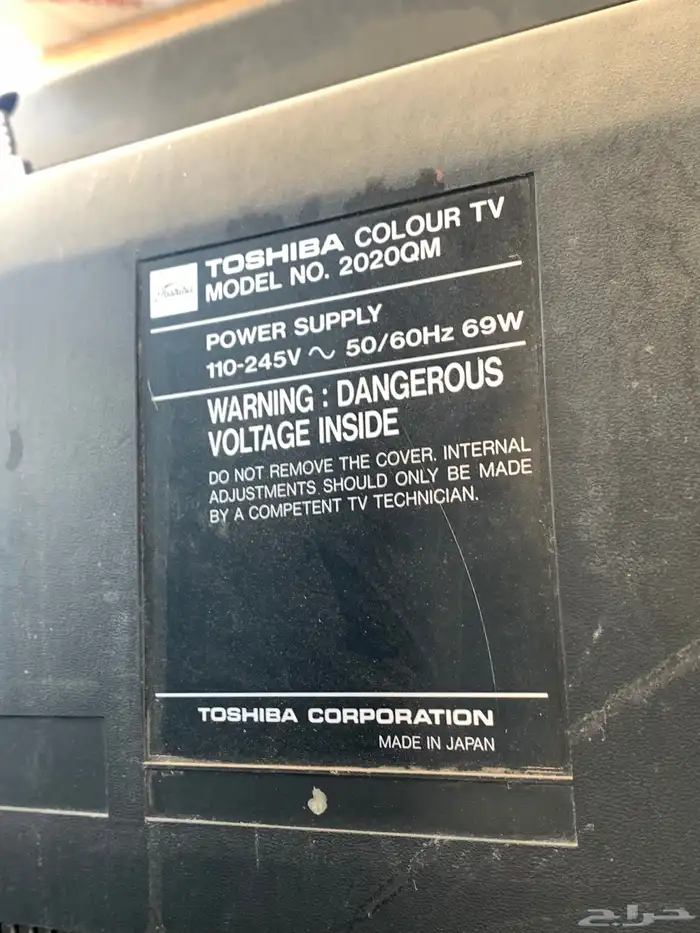 Toshiba
TOSHIBA COLOUR TV
MODEL NO. 2020QM
POWER SUPPLY
110-245V ~ 50/60Hz 69W
WARNING : DANGEROUS
VOLTAGE INSIDE
DO NOT REMOVE THE COVER. INTERNAL
ADJUSTMENTS SHOULD ONLY BE MADE
BY A COMPETENT TV TECHNICIAN.
TOSHIBA CORPORATION
MADE IN JAPAN
حراج